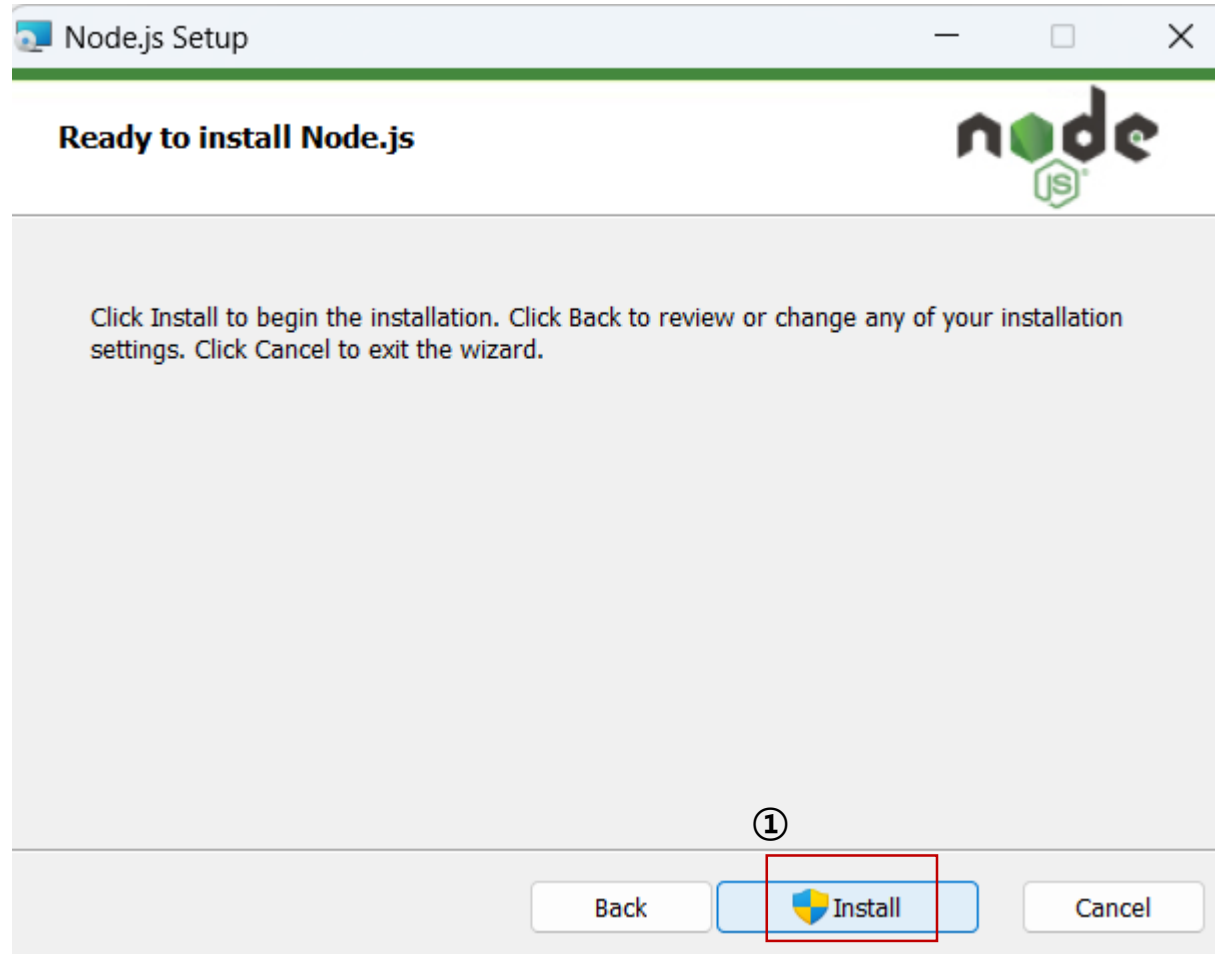 Node.js Setup
Ready to install Node.js
node
JS
Click Install to begin the installation. Click Back to review or change any of your installation
settings. Click Cancel to exit the wizard.
①
Back
Install
Cancel